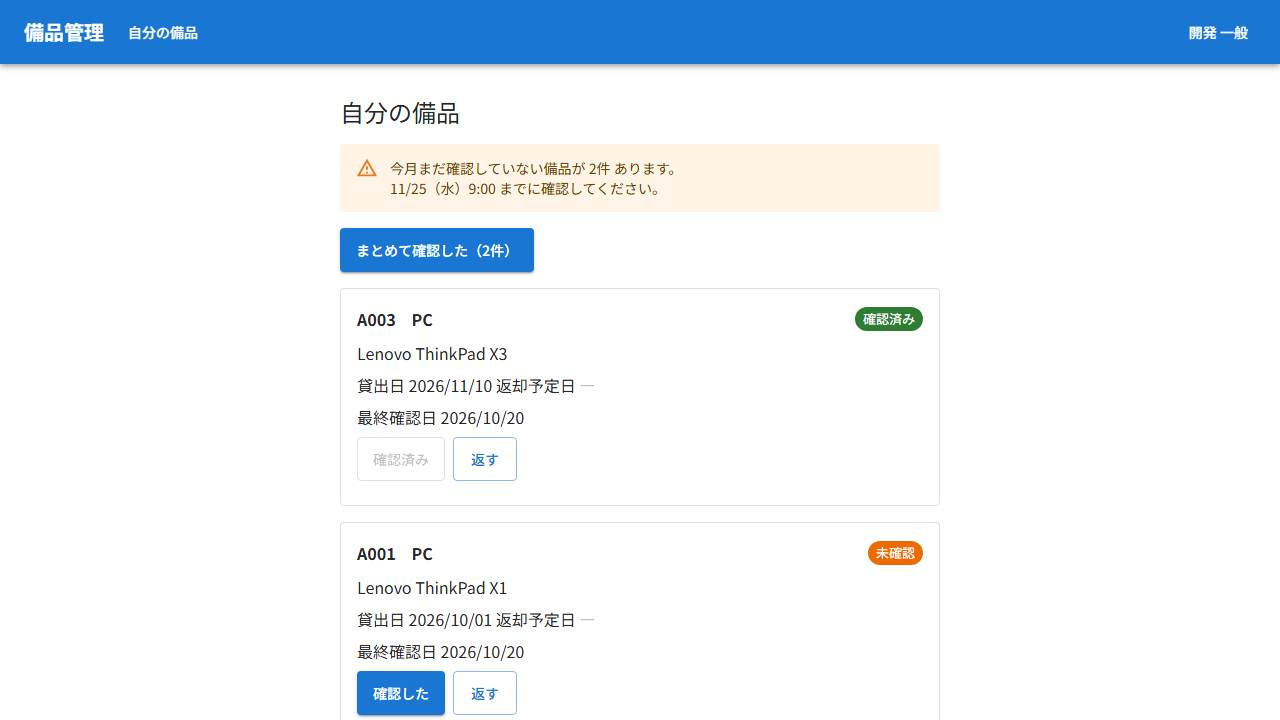 備品管理
自分の備品
開発 一般
自分の備品
今月まだ確認していない備品が 2件 あります。
11/25（水）9:00 までに確認してください。
まとめて確認した（2件）
A003　PC
確認済み
Lenovo ThinkPad X3
貸出日 2026/11/10 返却予定日 —
最終確認日 2026/10/20
確認済み
返す
A001　PC
未確認
Lenovo ThinkPad X1
貸出日 2026/10/01 返却予定日 —
最終確認日 2026/10/20
確認した
返す